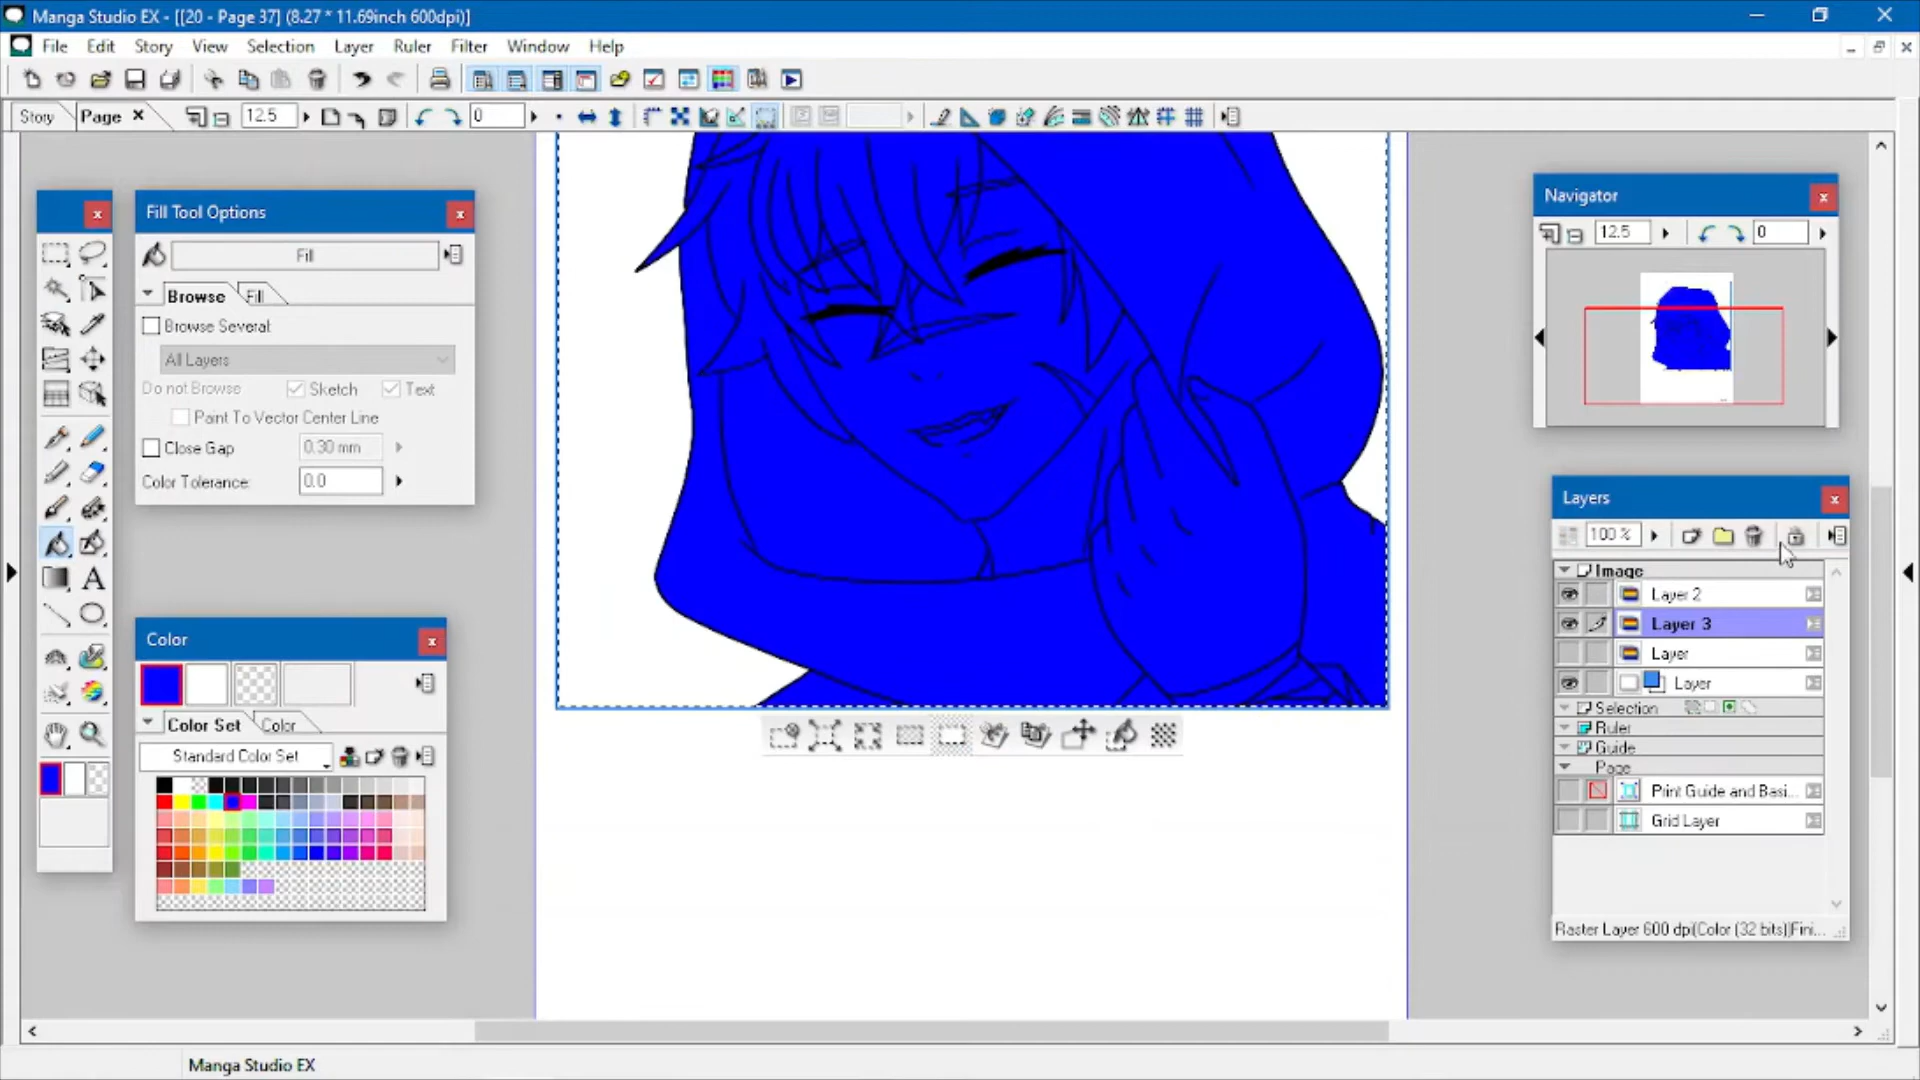 Manga Studio EX - [[20 - Page 37] (8.27 * 11.69inch 600dpi)]
File Edit Story View Selection Layer Ruler Filter Window Help
Story Page 12.5 0
Fill Tool Options
Fill
Browse Fill
Browse Several:
All Layers
Do not Browse Sketch Text
Paint To Vector Center Line
Close Gap 0.30 mm
Color Tolerance: 0.0
Color
Color Set Color
Standard Color Set
A
Navigator
12.5 0
Layers
100 %
Image
Layer 2
Layer 3
Layer
Layer
Selection
Ruler
Guide
Page
Print Guide and Basi...
Grid Layer
Raster Layer 600 dpi(Color (32 bits))Fini...
Manga Studio EX